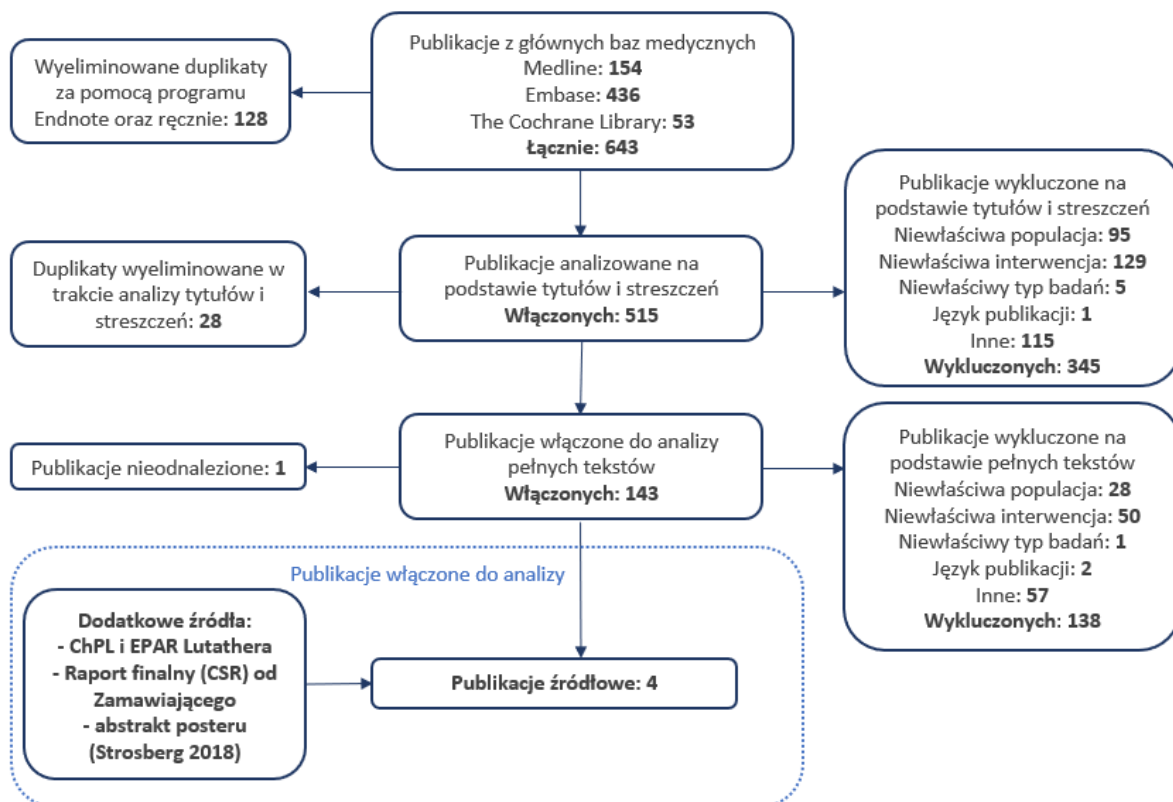 Publikacje z głównych baz medycznych
Medline: 154
Embase: 436
The Cochrane Library: 53
Łącznie: 643
Wyeliminowane duplikaty
za pomocą programu
Endnote oraz ręcznie: 128
Publikacje wykluczone na
podstawie tytułów i streszczeń
Niewłaściwa populacja: 95
Niewłaściwa interwencja: 129
Niewłaściwy typ badań: 5
Język publikacji: 1
Inne: 115
Wykluczonych: 345
Publikacje analizowane na
podstawie tytułów i streszczeń
Włączonych: 515
Duplikaty wyeliminowane w
trakcie analizy tytułów i
streszczeń: 28
Publikacje włączone do analizy
pełnych tekstów
Włączonych: 143
Publikacje nieodnalezione: 1
Publikacje wykluczone na
podstawie pełnych tekstów
Niewłaściwa populacja: 28
Niewłaściwa interwencja: 50
Niewłaściwy typ badań: 1
Język publikacji: 2
Inne: 57
Wykluczonych: 138
Publikacje włączone do analizy
Dodatkowe źródła:
- ChPL i EPAR Lutathera
- Raport finalny (CSR) od
Zamawiającego
- abstrakt posteru
(Strosberg 2018)
Publikacje źródłowe: 4